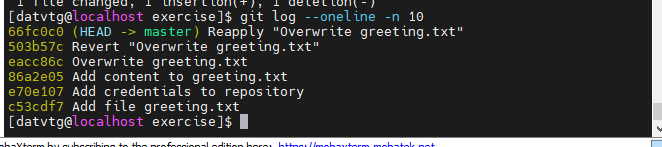 1 file changed, 1 insertion(+), 1 deletion(-)
[datvtg@localhost exercise]$ git log --oneline -n 10
66fc0c0 (HEAD -> master) Reapply "Overwrite greeting.txt"
503b57c Revert "Overwrite greeting.txt"
eacc86c Overwrite greeting.txt
86a2e05 Add content to greeting.txt
e70e107 Add credentials to repository
c53cdf7 Add file greeting.txt
[datvtg@localhost exercise]$
by subscribing to the professional edition here: https://mobaxterm.mobatek.net